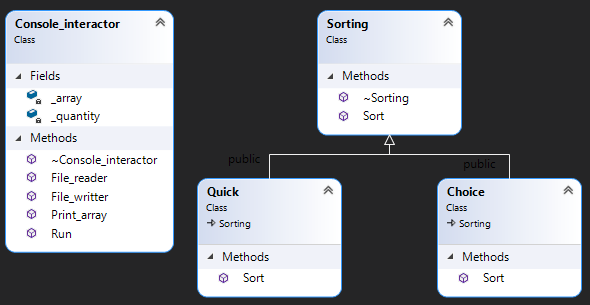 Console_interactor
Class
Fields
_array
_quantity
Methods
~Console_interactor
File_reader
File_writter
Print_array
Run
Sorting
Class
Methods
~Sorting
Sort
public
public
Quick
Class
Sorting
Methods
Sort
Choice
Class
Sorting
Methods
Sort